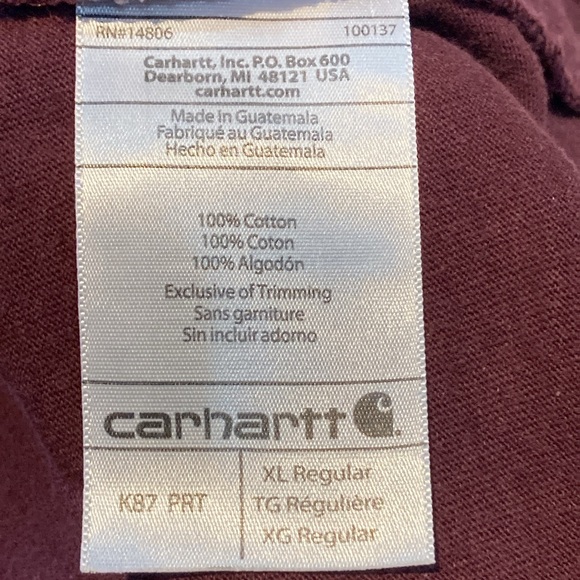 RN#14806 100137
Carhartt, Inc. P.O. Box 600
Dearborn, MI 48121 USA
carhartt.com
Made in Guatemala
Fabriqué au Guatemala
Hecho en Guatemala
100% Cotton
100% Coton
100% Algodón
Exclusive of Trimming
Sans garniture
Sin incluir adorno
carhartt
K87 PRT
XL Regular
TG Régulière
XG Regular